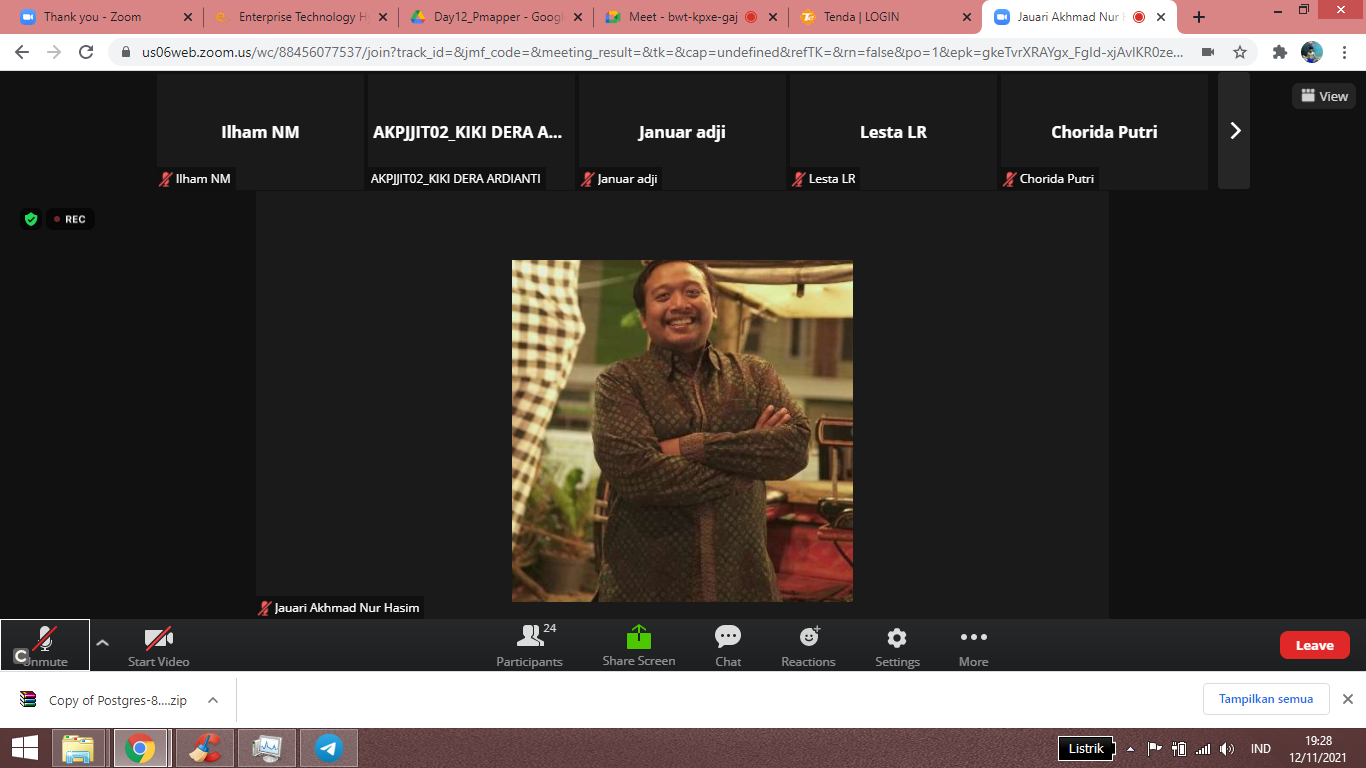 Thank you - Zoom
Enterprise Technology H
Day12_Pmapper - Googl
Meet - bwt-kpxe-gaj
Tenda | LOGIN
Jauari Akhmad Nur H
us06web.zoom.us/wc/88456077537/join?track_id=&jmf_code=&meeting_result=&tk=&cap=undefined&refTK=&rn=false&po=1&epk=gkeTvrXRAYgx_FgId-xjAvIKR0ze...
View
Ilham NM
AKPJJIT02_KIKI DERA A...
Januar adji
Lesta LR
Chorida Putri
Ilham NM
AKPJJIT02_KIKI DERA ARDIANTI
Januar adji
Lesta LR
Chorida Putri
REC
Jauari Akhmad Nur Hasim
C
Unmute
Start Video
24
Participants
Share Screen
Chat
Reactions
Settings
More
Leave
Copy of Postgres-8....zip
Tampilkan semua
Listrik
IND
19:28
12/11/2021